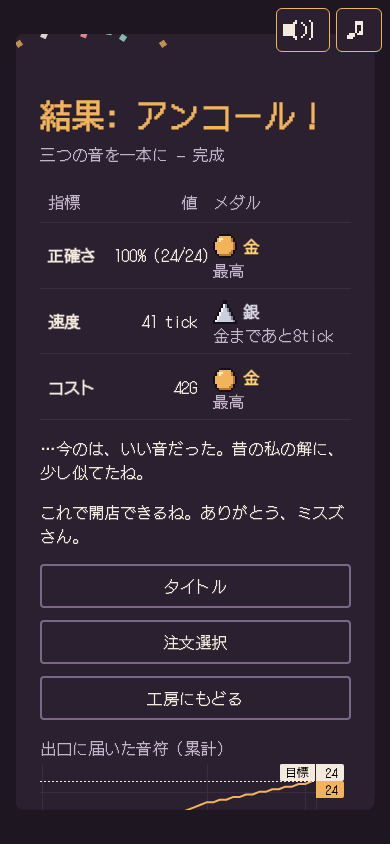 結果: アンコール！
三つの音を一本に – 完成
指標 値 メダル
正確さ 100% (24/24) 金
最高
速度 41 tick 銀
金まであと8tick
コスト 42G 金
最高
…今のは、いい音だった。昔の私の解に、
少し似てたね。
これで開店できるね。ありがとう、ミスズ
さん。
タイトル
注文選択
工房にもどる
出口に届いた音符（累計）
目標 24
24